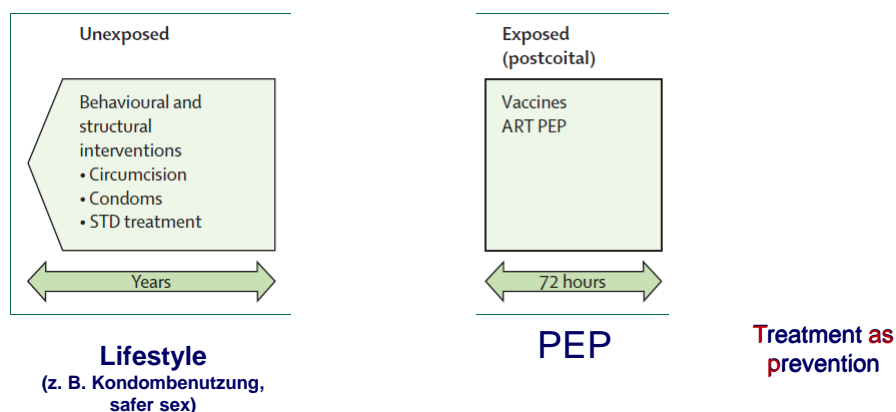 Unexposed
Behavioural and
structural
interventions
• Circumcision
• Condoms
• STD treatment
Years
Lifestyle
(z. B. Kondombenutzung,
safer sex)
Exposed
(postcoital)
Vaccines
ART PEP
72 hours
PEP
Treatment as
prevention